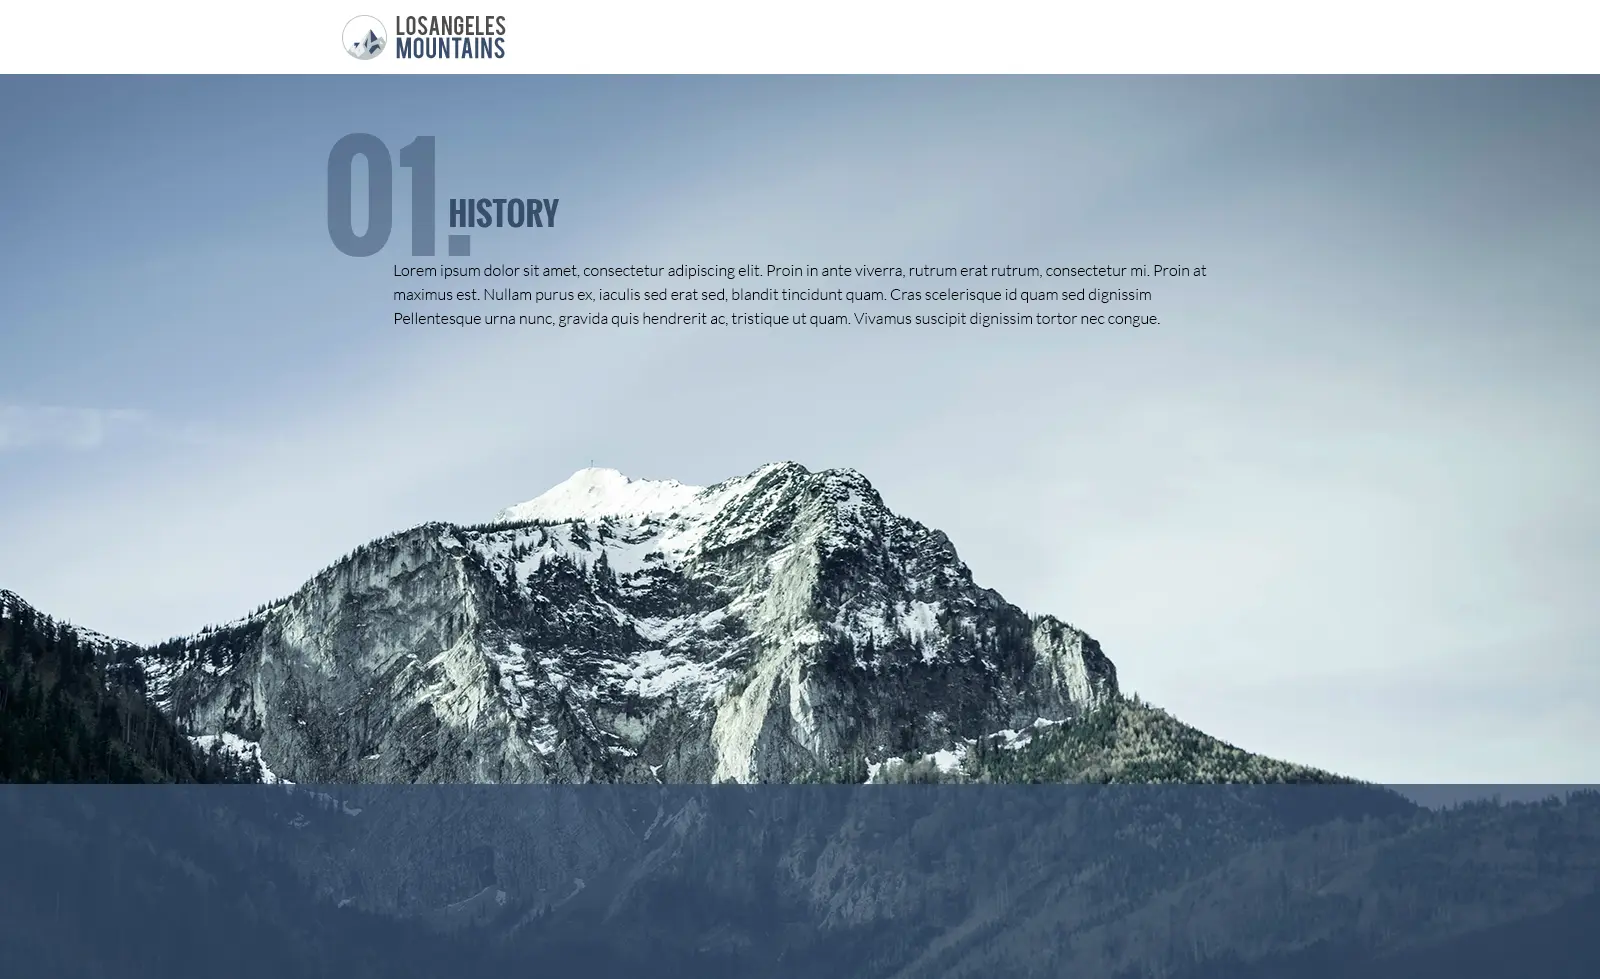 LOSANGELES
MOUNTAINS
01.
HISTORY
Lorem ipsum dolor sit amet, consectetur adipiscing elit. Proin in ante viverra, rutrum erat rutrum, consectetur mi. Proin at
maximus est. Nullam purus ex, iaculis sed erat sed, blandit tincidunt quam. Cras scelerisque id quam sed dignissim
Pellentesque urna nunc, gravida quis hendrerit ac, tristique ut quam. Vivamus suscipit dignissim tortor nec congue.